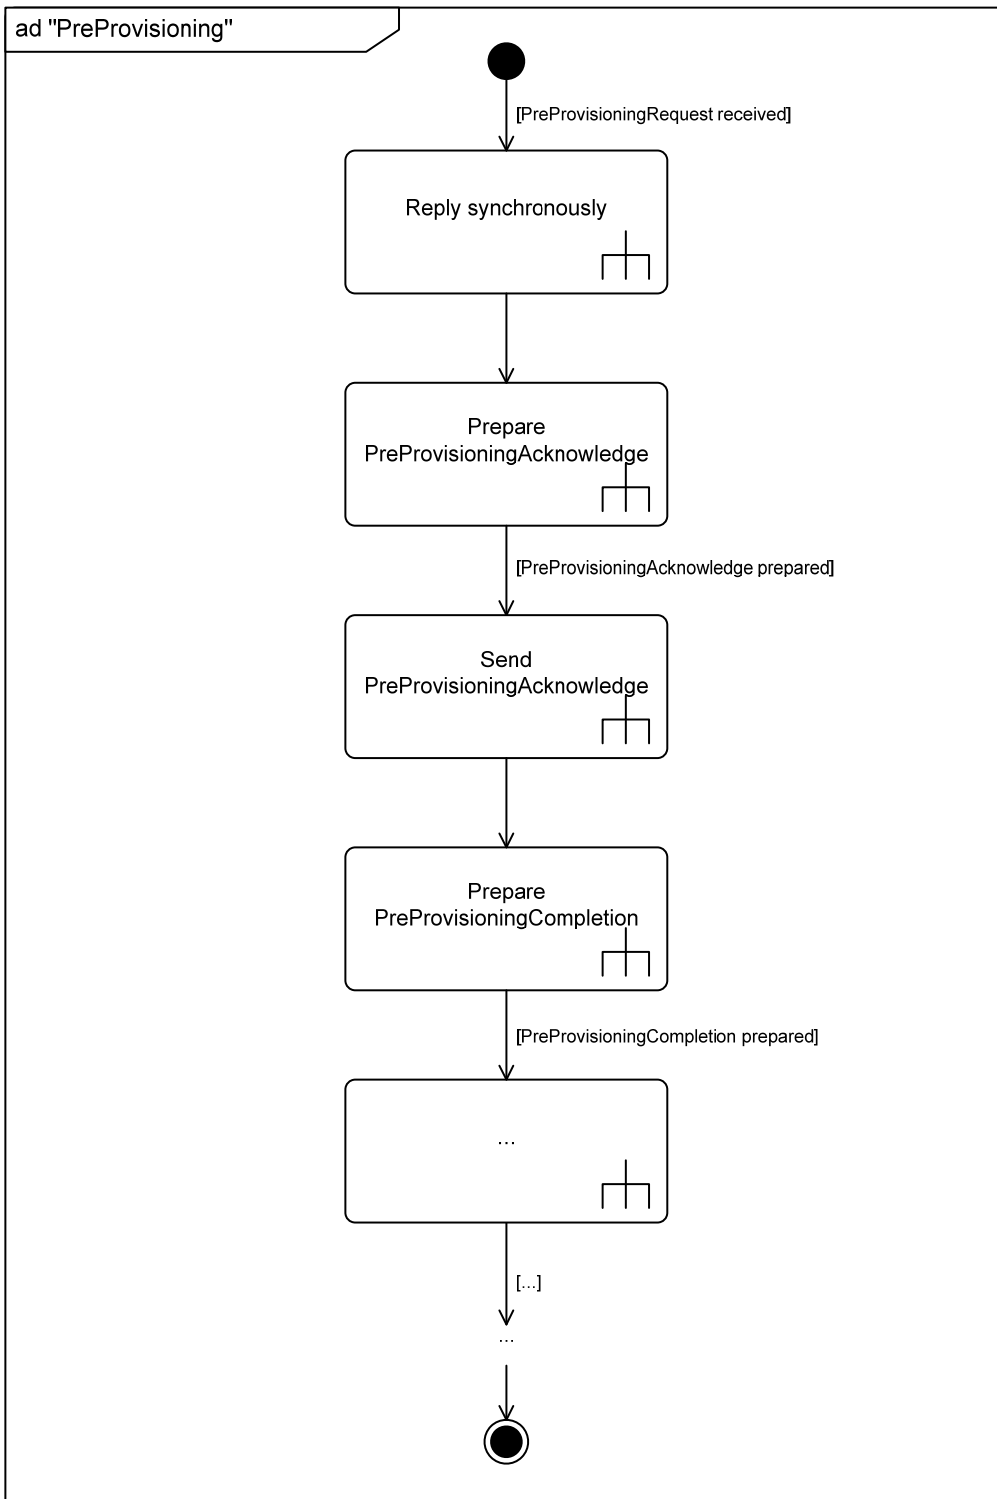 ad "PreProvisioning"
[PreProvisioningRequest received]
Reply synchronously
Prepare
PreProvisioningAcknowledge
[PreProvisioningAcknowledge prepared]
Send
PreProvisioningAcknowledge
Prepare
PreProvisioningCompletion
[PreProvisioningCompletion prepared]
...
[...]
...